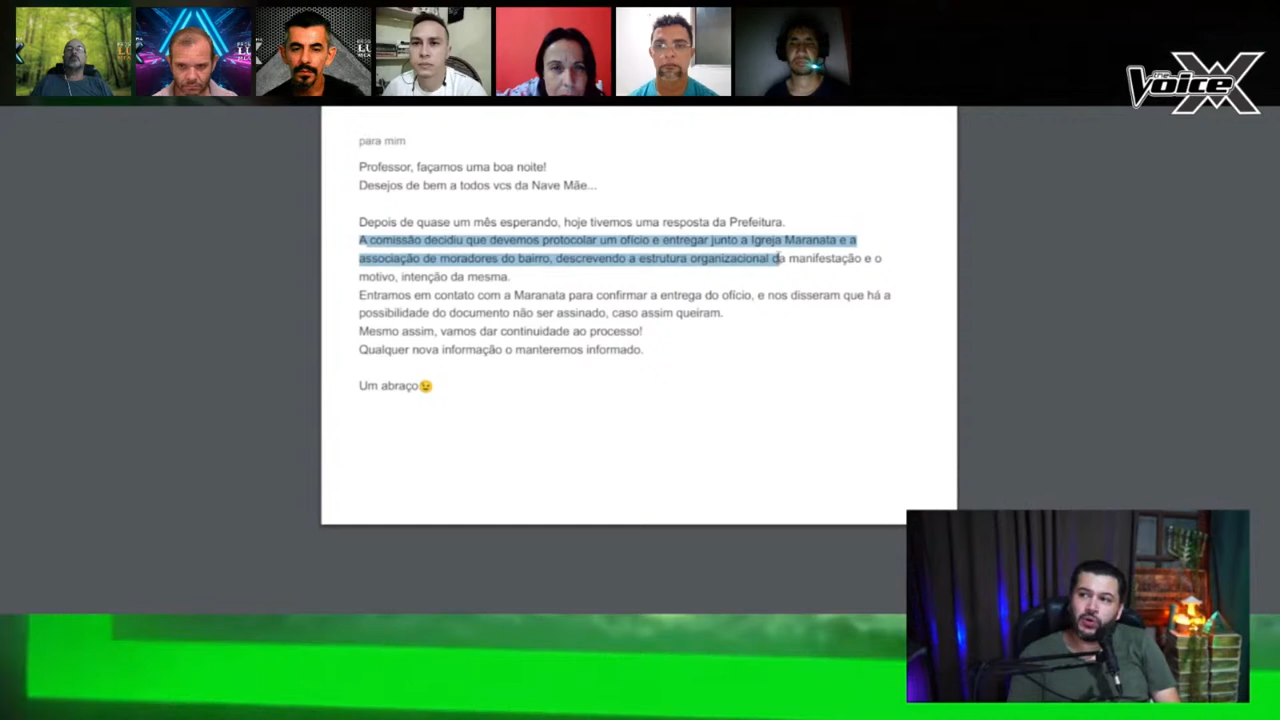 the Voice X
para mim
Professor, façamos uma boa noite!
Desejos de bem a todos vcs da Nave Mãe...
Depois de quase um mês esperando, hoje tivemos uma resposta da Prefeitura.
A comissão decidiu que devemos protocolar um ofício e entregar junto a Igreja Maranata e a
associação de moradores do bairro, descrevendo a estrutura organizacional da manifestação e o
motivo, intenção da mesma.
Entramos em contato com a Maranata para confirmar a entrega do ofício, e nos disseram que há a
possibilidade do documento não ser assinado, caso assim queiram.
Mesmo assim, vamos dar continuidade ao processo!
Qualquer nova informação o manteremos informado.
Um abraço😉